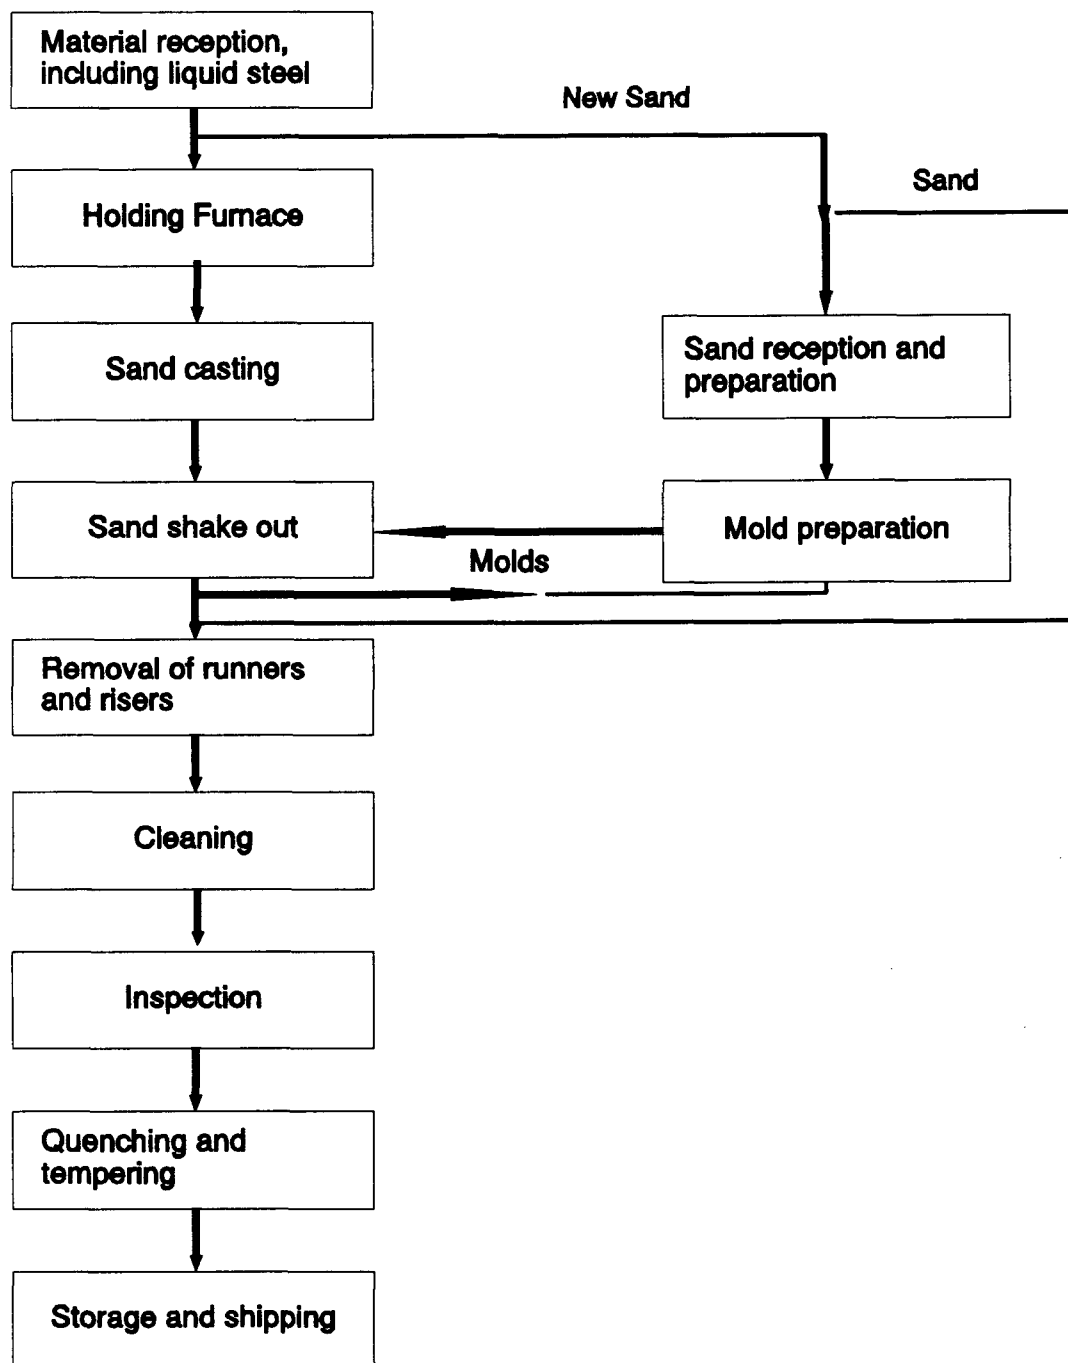 Material reception,
including liquid steel
New Sand
Sand
Holding Furnace
Sand casting
Sand reception and
preparation
Sand shake out
Mold preparation
Molds
Removal of runners
and risers
Cleaning
Inspection
Quenching and
tempering
Storage and shipping